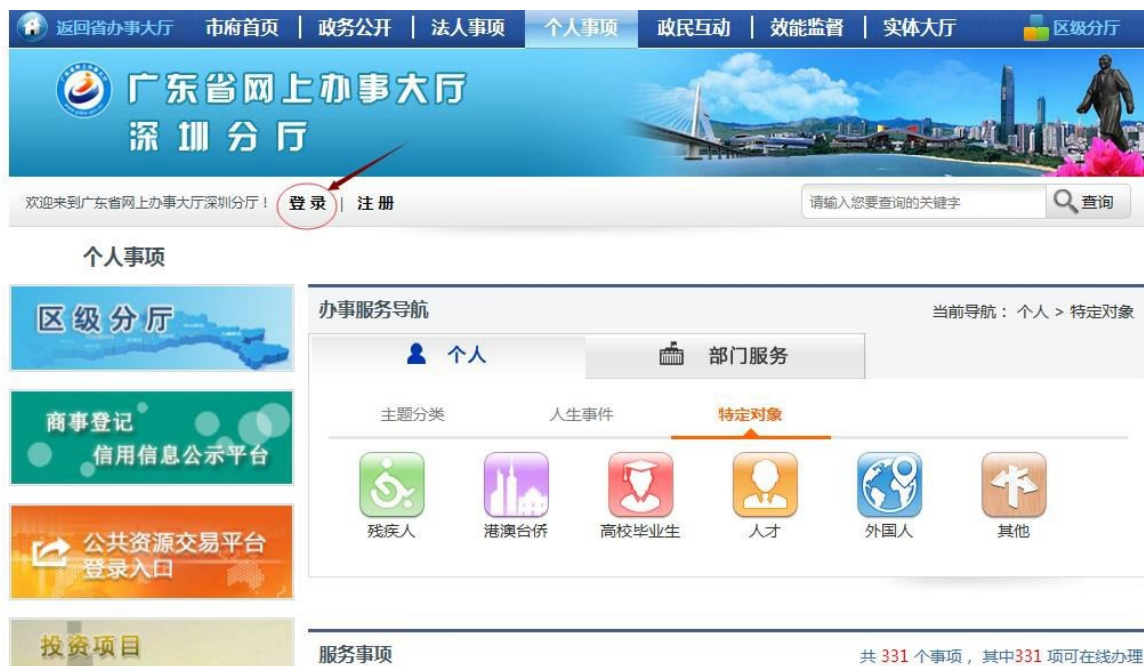 返回省办事大厅 市府首页 | 政务公开 | 法人事项 个人事项 政民互动 | 效能监督 | 实体大厅 区级分厅
广东省网上办事大厅
深圳分厅
欢迎来到广东省网上办事大厅深圳分厅! 登录 | 注册 请输入您要查询的关键字 查询
个人事项
区级分厅
商事登记
信用信息公示平台
公共资源交易平台
登录入口
投资项目
办事服务导航 当前导航:个人 > 特定对象
个人 部门服务
主题分类 人生事件 特定对象
残疾人 港澳台侨 高校毕业生 人才 外国人 其他
服务事项 共 331 个事项,其中331 项可在线办理